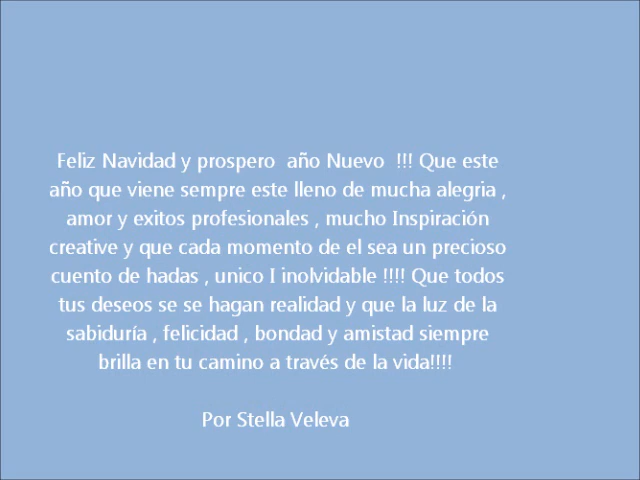 Feliz Navidad y prospero  año Nuevo  !!! Que este
año que viene sempre este lleno de mucha alegria ,
amor y exitos profesionales , mucho Inspiración
creative y que cada momento de el sea un precioso
cuento de hadas , unico I inolvidable !!!! Que todos
tus deseos se se hagan realidad y que la luz de la
sabiduría , felicidad , bondad y amistad siempre
brilla en tu camino a través de la vida!!!!
Por Stella Veleva